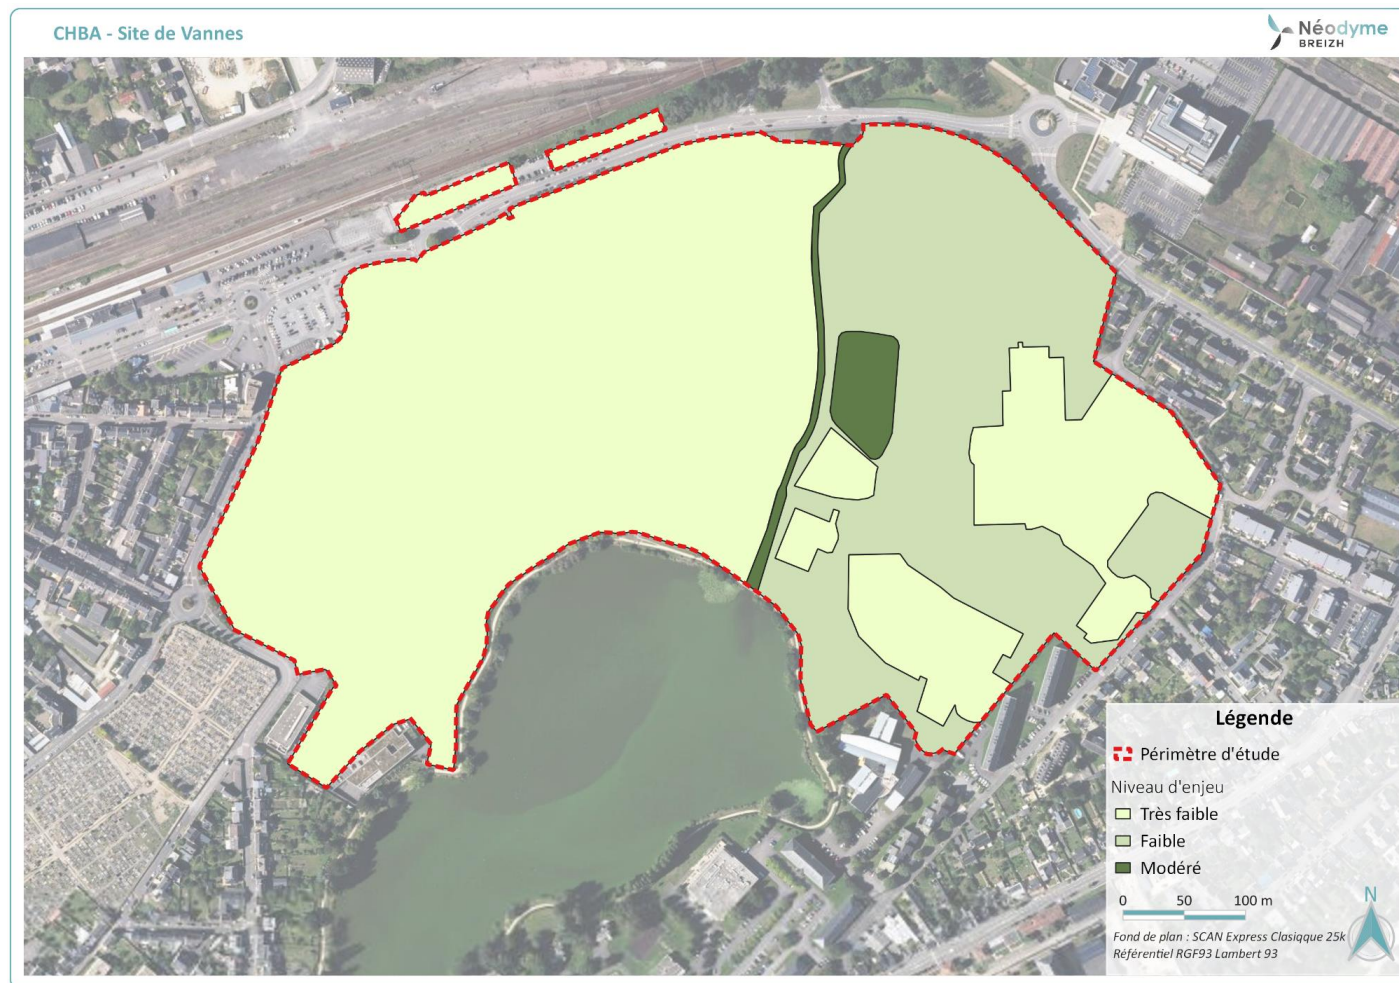 CHBA - Site de Vannes
Néodyme
BREIZH
Légende
Périmètre d'étude
Niveau d'enjeu
Très faible
Faible
Modéré
0 50 100 m
N
Fond de plan : SCAN Express Clasiqque 25k
Référentiel RGF93 Lambert 93